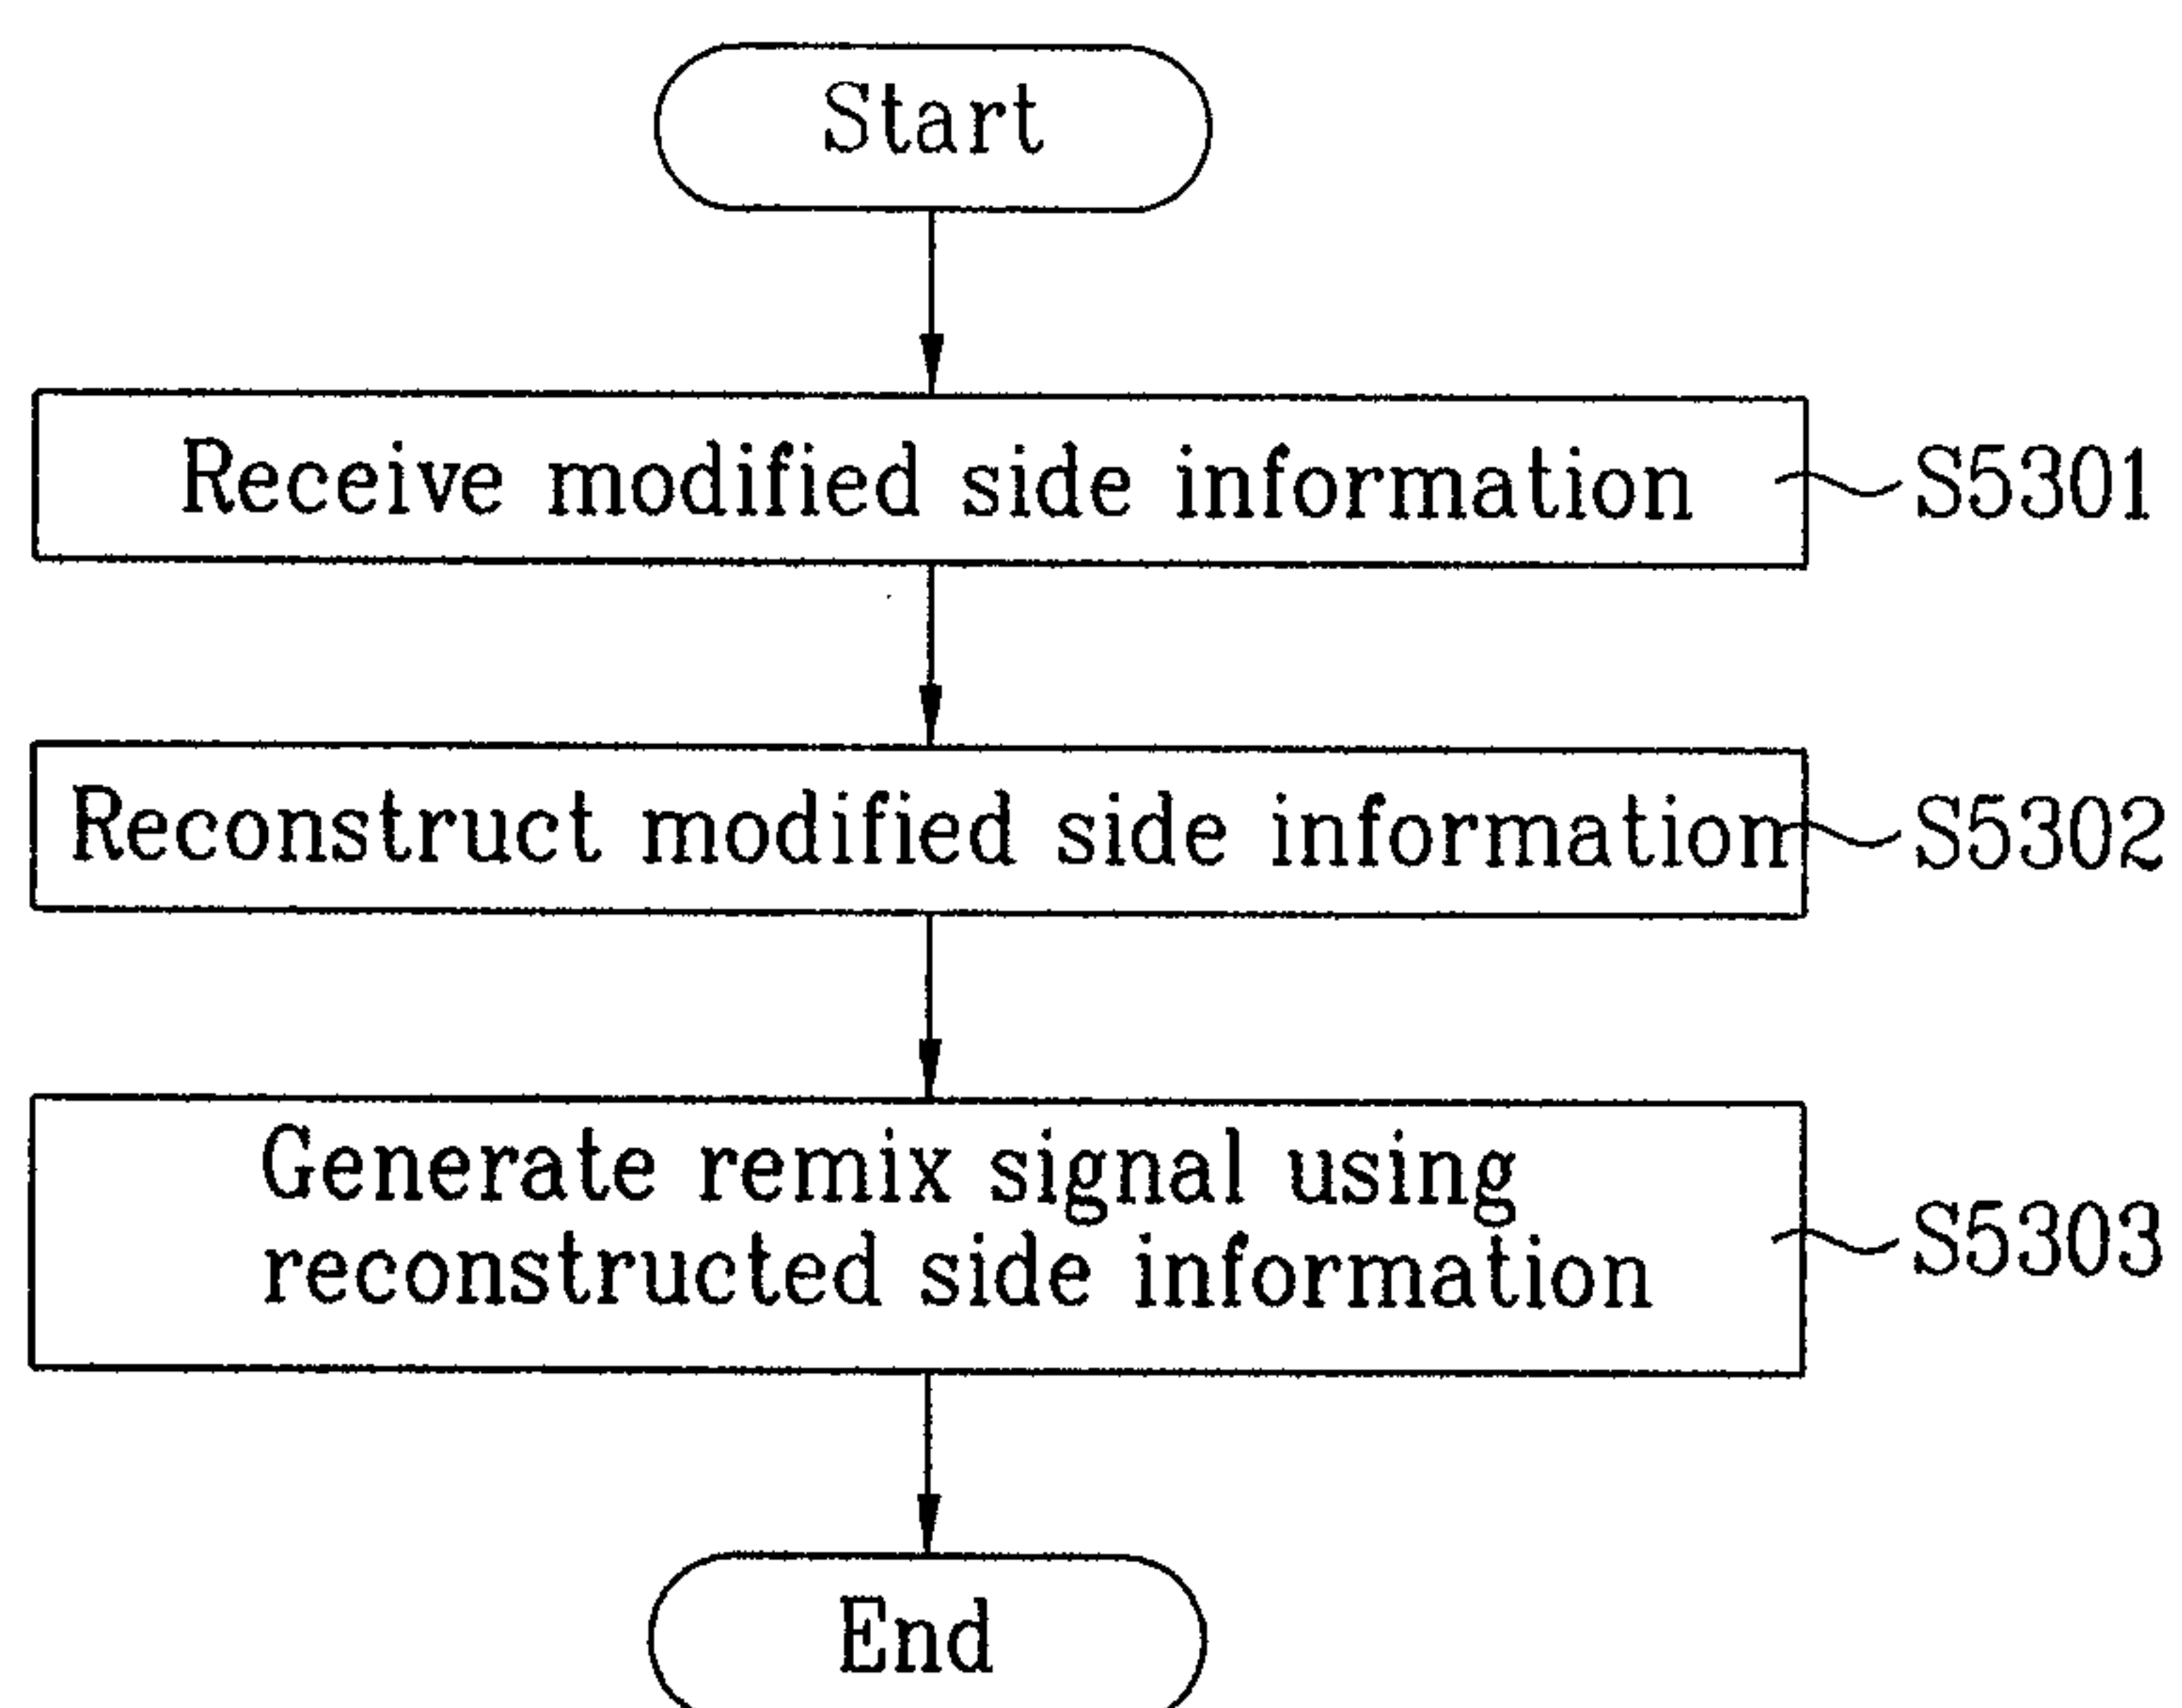 Start
Receive modified side information
S5301
Reconstruct modified side information
S5302
Generate remix signal using
reconstructed side information
S5303
End